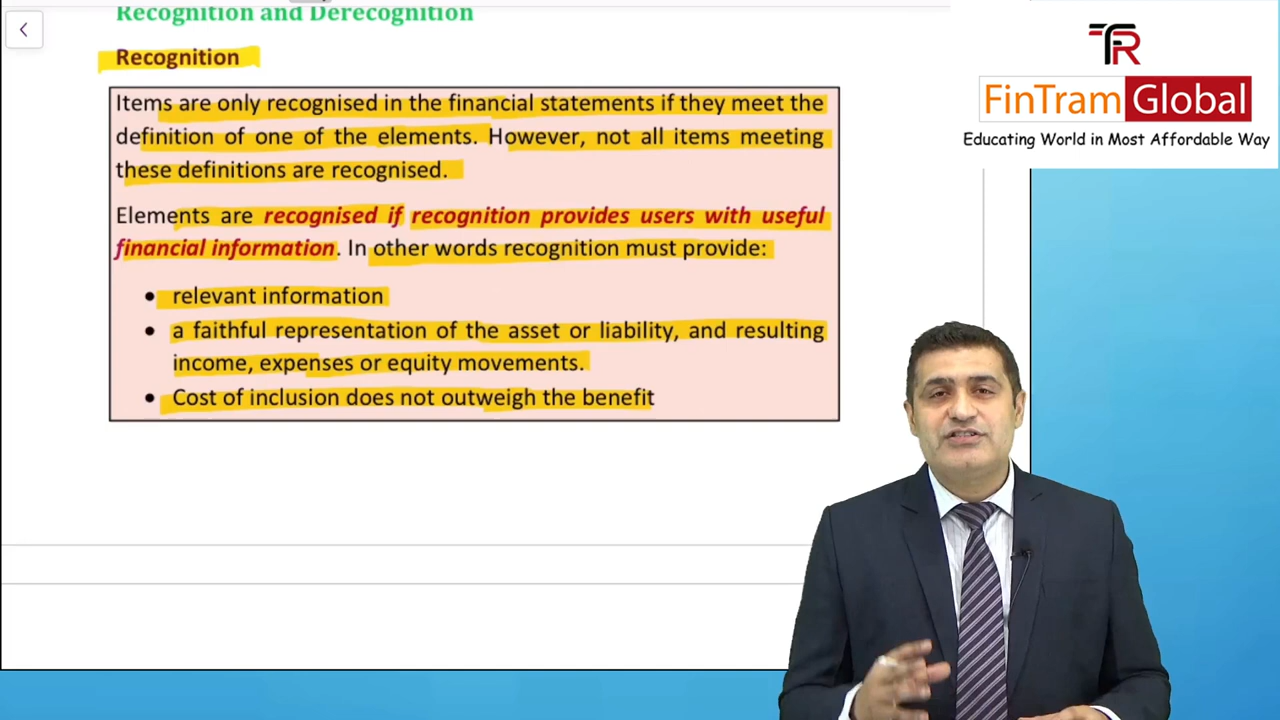 Recognition and Derecognition
Recognition
Items are only recognised in the financial statements if they meet the
definition of one of the elements. However, not all items meeting
these definitions are recognised.
Elements are recognised if recognition provides users with useful
financial information. In other words recognition must provide:
• relevant information
• a faithful representation of the asset or liability, and resulting
income, expenses or equity movements.
• Cost of inclusion does not outweigh the benefit
FinTram Global
Educating World in Most Affordable Way